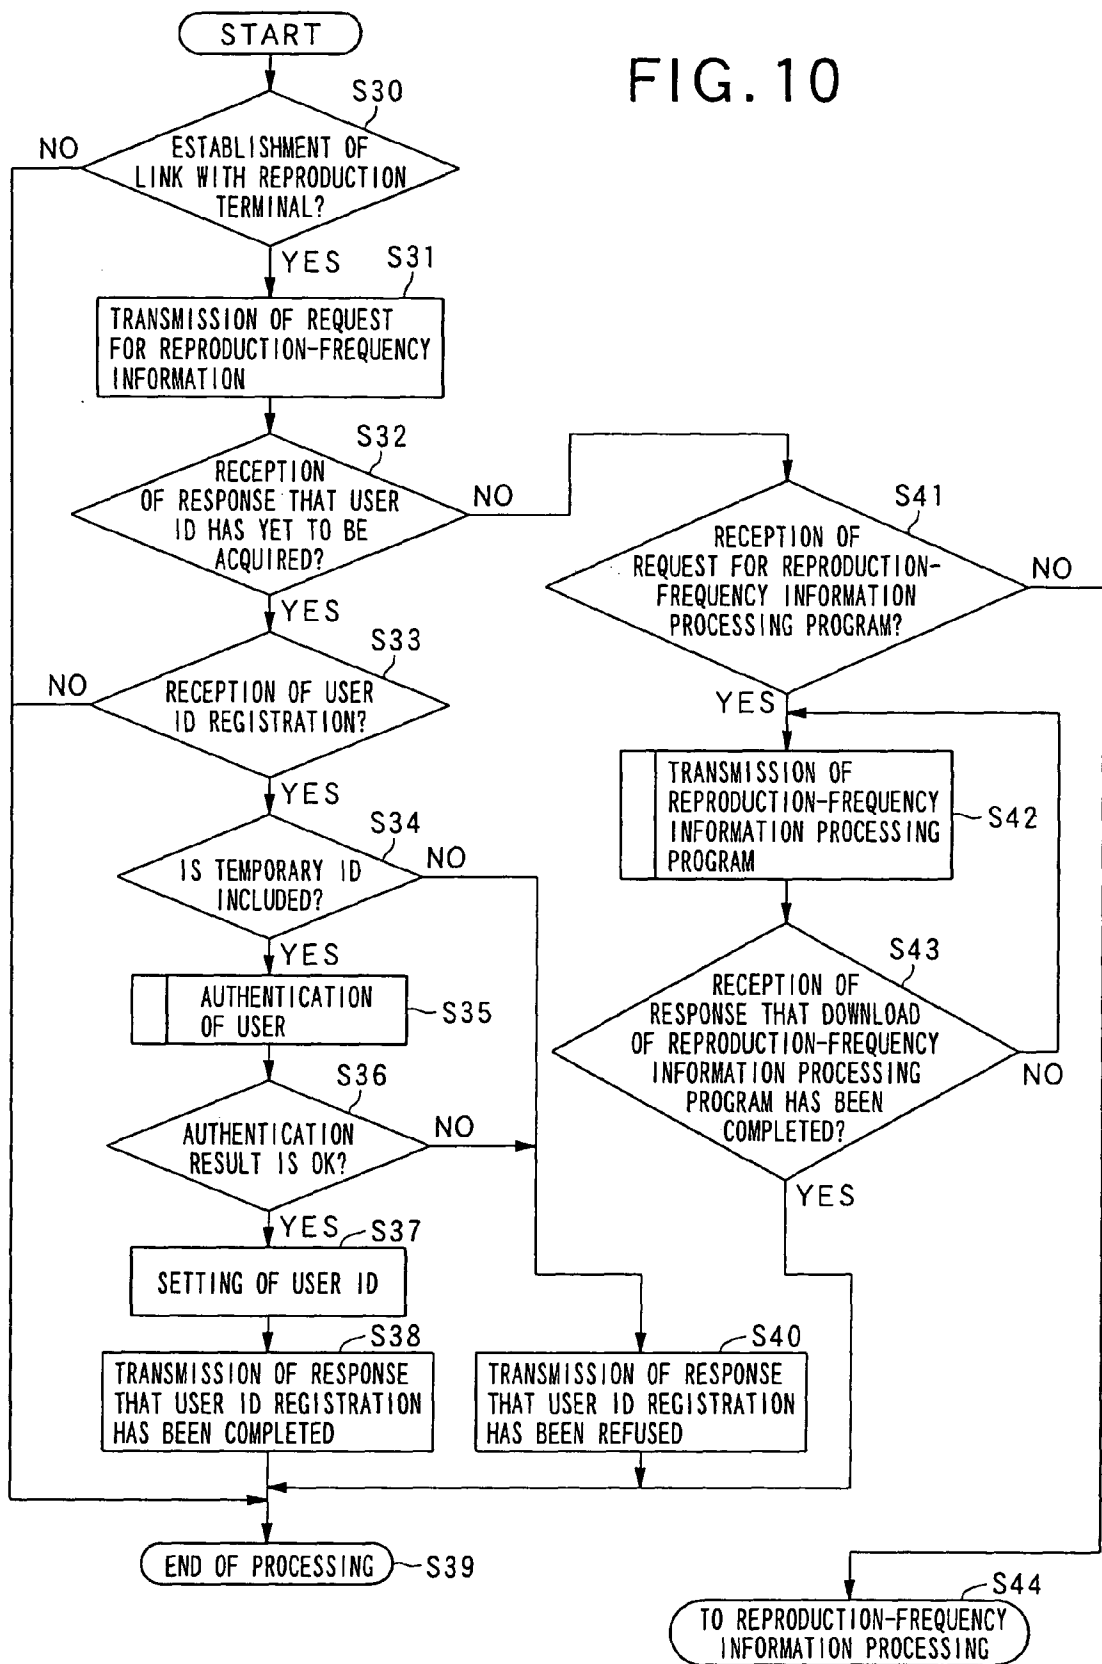 START
FIG. 10
S30
NO
ESTABLISHMENT OF
LINK WITH REPRODUCTION
TERMINAL?
YES
S31
TRANSMISSION OF REQUEST
FOR REPRODUCTION-FREQUENCY
INFORMATION
S32
RECEPTION
OF RESPONSE THAT USER
ID HAS YET TO BE
ACQUIRED?
NO
YES
S41
RECEPTION OF
REQUEST FOR REPRODUCTION-
FREQUENCY INFORMATION
PROCESSING PROGRAM?
NO
YES
S33
NO
RECEPTION OF USER
ID REGISTRATION?
YES
S34
IS TEMPORARY ID
INCLUDED?
NO
YES
TRANSMISSION OF
REPRODUCTION-FREQUENCY
INFORMATION PROCESSING
PROGRAM
S42
AUTHENTICATION
OF USER
S35
S43
RECEPTION OF
RESPONSE THAT DOWNLOAD
OF REPRODUCTION-FREQUENCY
INFORMATION PROCESSING
PROGRAM HAS BEEN
COMPLETED?
NO
YES
S36
AUTHENTICATION
RESULT IS OK?
NO
YES
S37
SETTING OF USER ID
S38
TRANSMISSION OF RESPONSE
THAT USER ID REGISTRATION
HAS BEEN COMPLETED
S40
TRANSMISSION OF RESPONSE
THAT USER ID REGISTRATION
HAS BEEN REFUSED
END OF PROCESSING
S39
S44
TO REPRODUCTION-FREQUENCY
INFORMATION PROCESSING